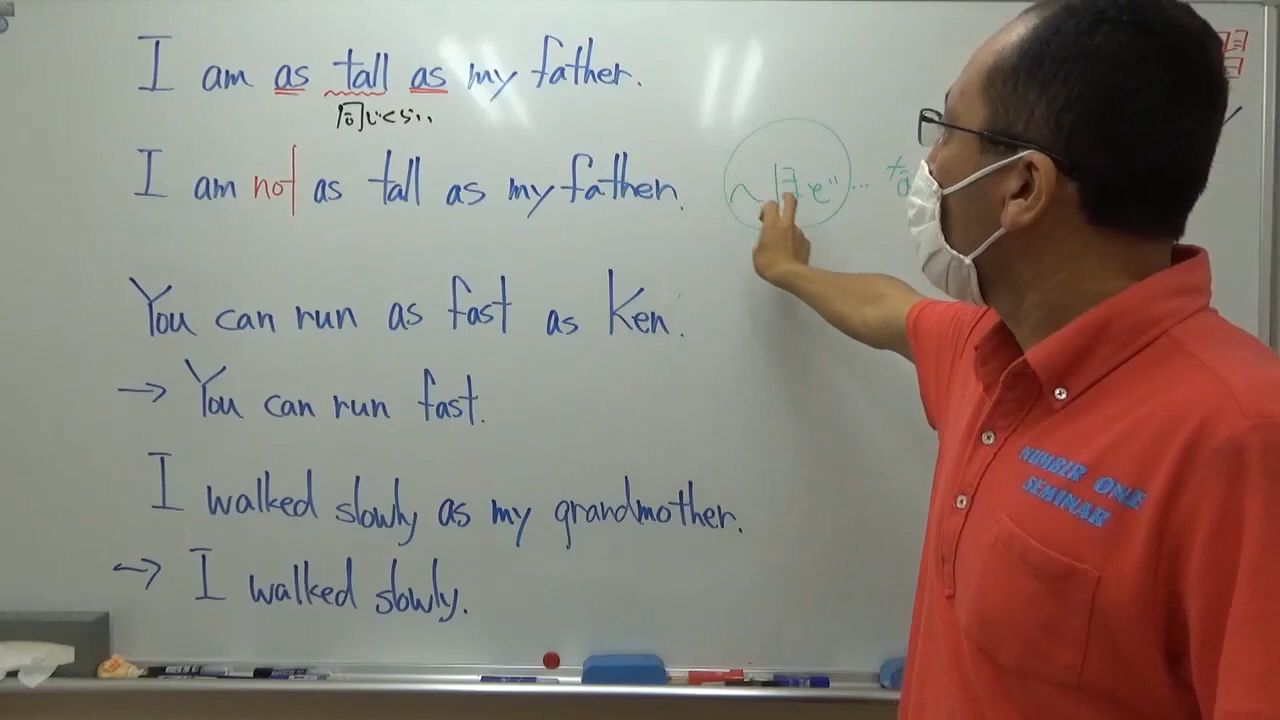 I am as tall as my father.
同じくらい
I am not as tall as my father.
～ほど… な
You can run as fast as Ken.
→ You can run fast.
I walked slowly as my grandmother.
→ I walked slowly.
NUMBER ONE
SEMINAR